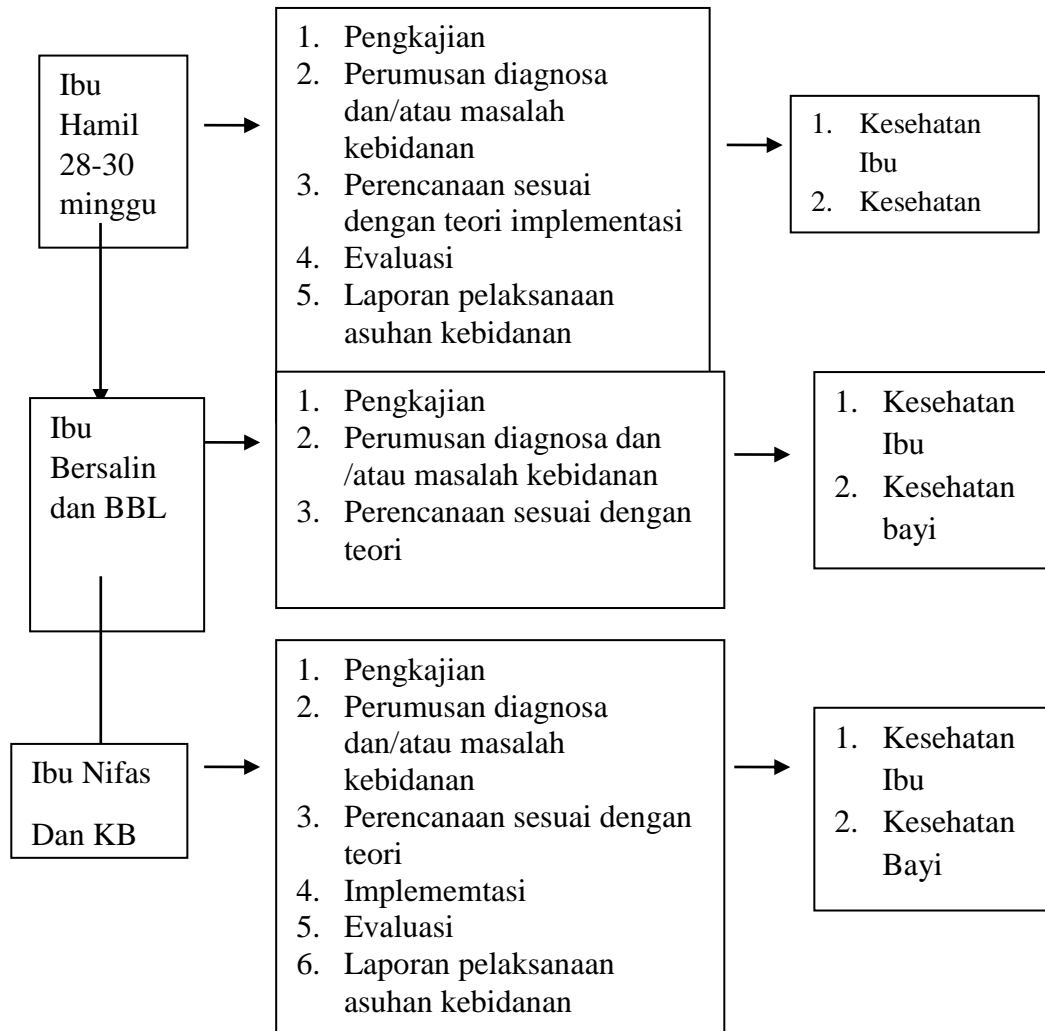 Ibu
Hamil
28-30
minggu
1. Pengkajian
2. Perumusan diagnosa
dan/atau masalah
kebidanan
3. Perencanaan sesuai
dengan teori implementasi
4. Evaluasi
5. Laporan pelaksanaan
asuhan kebidanan
1. Kesehatan
Ibu
2. Kesehatan
Ibu
Bersalin
dan BBL
1. Pengkajian
2. Perumusan diagnosa dan
/atau masalah kebidanan
3. Perencanaan sesuai dengan
teori
1. Kesehatan
Ibu
2. Kesehatan
bayi
Ibu Nifas
Dan KB
1. Pengkajian
2. Perumusan diagnosa
dan/atau masalah
kebidanan
3. Perencanaan sesuai dengan
teori
4. Implememtasi
5. Evaluasi
6. Laporan pelaksanaan
asuhan kebidanan
1. Kesehatan
Ibu
2. Kesehatan
Bayi